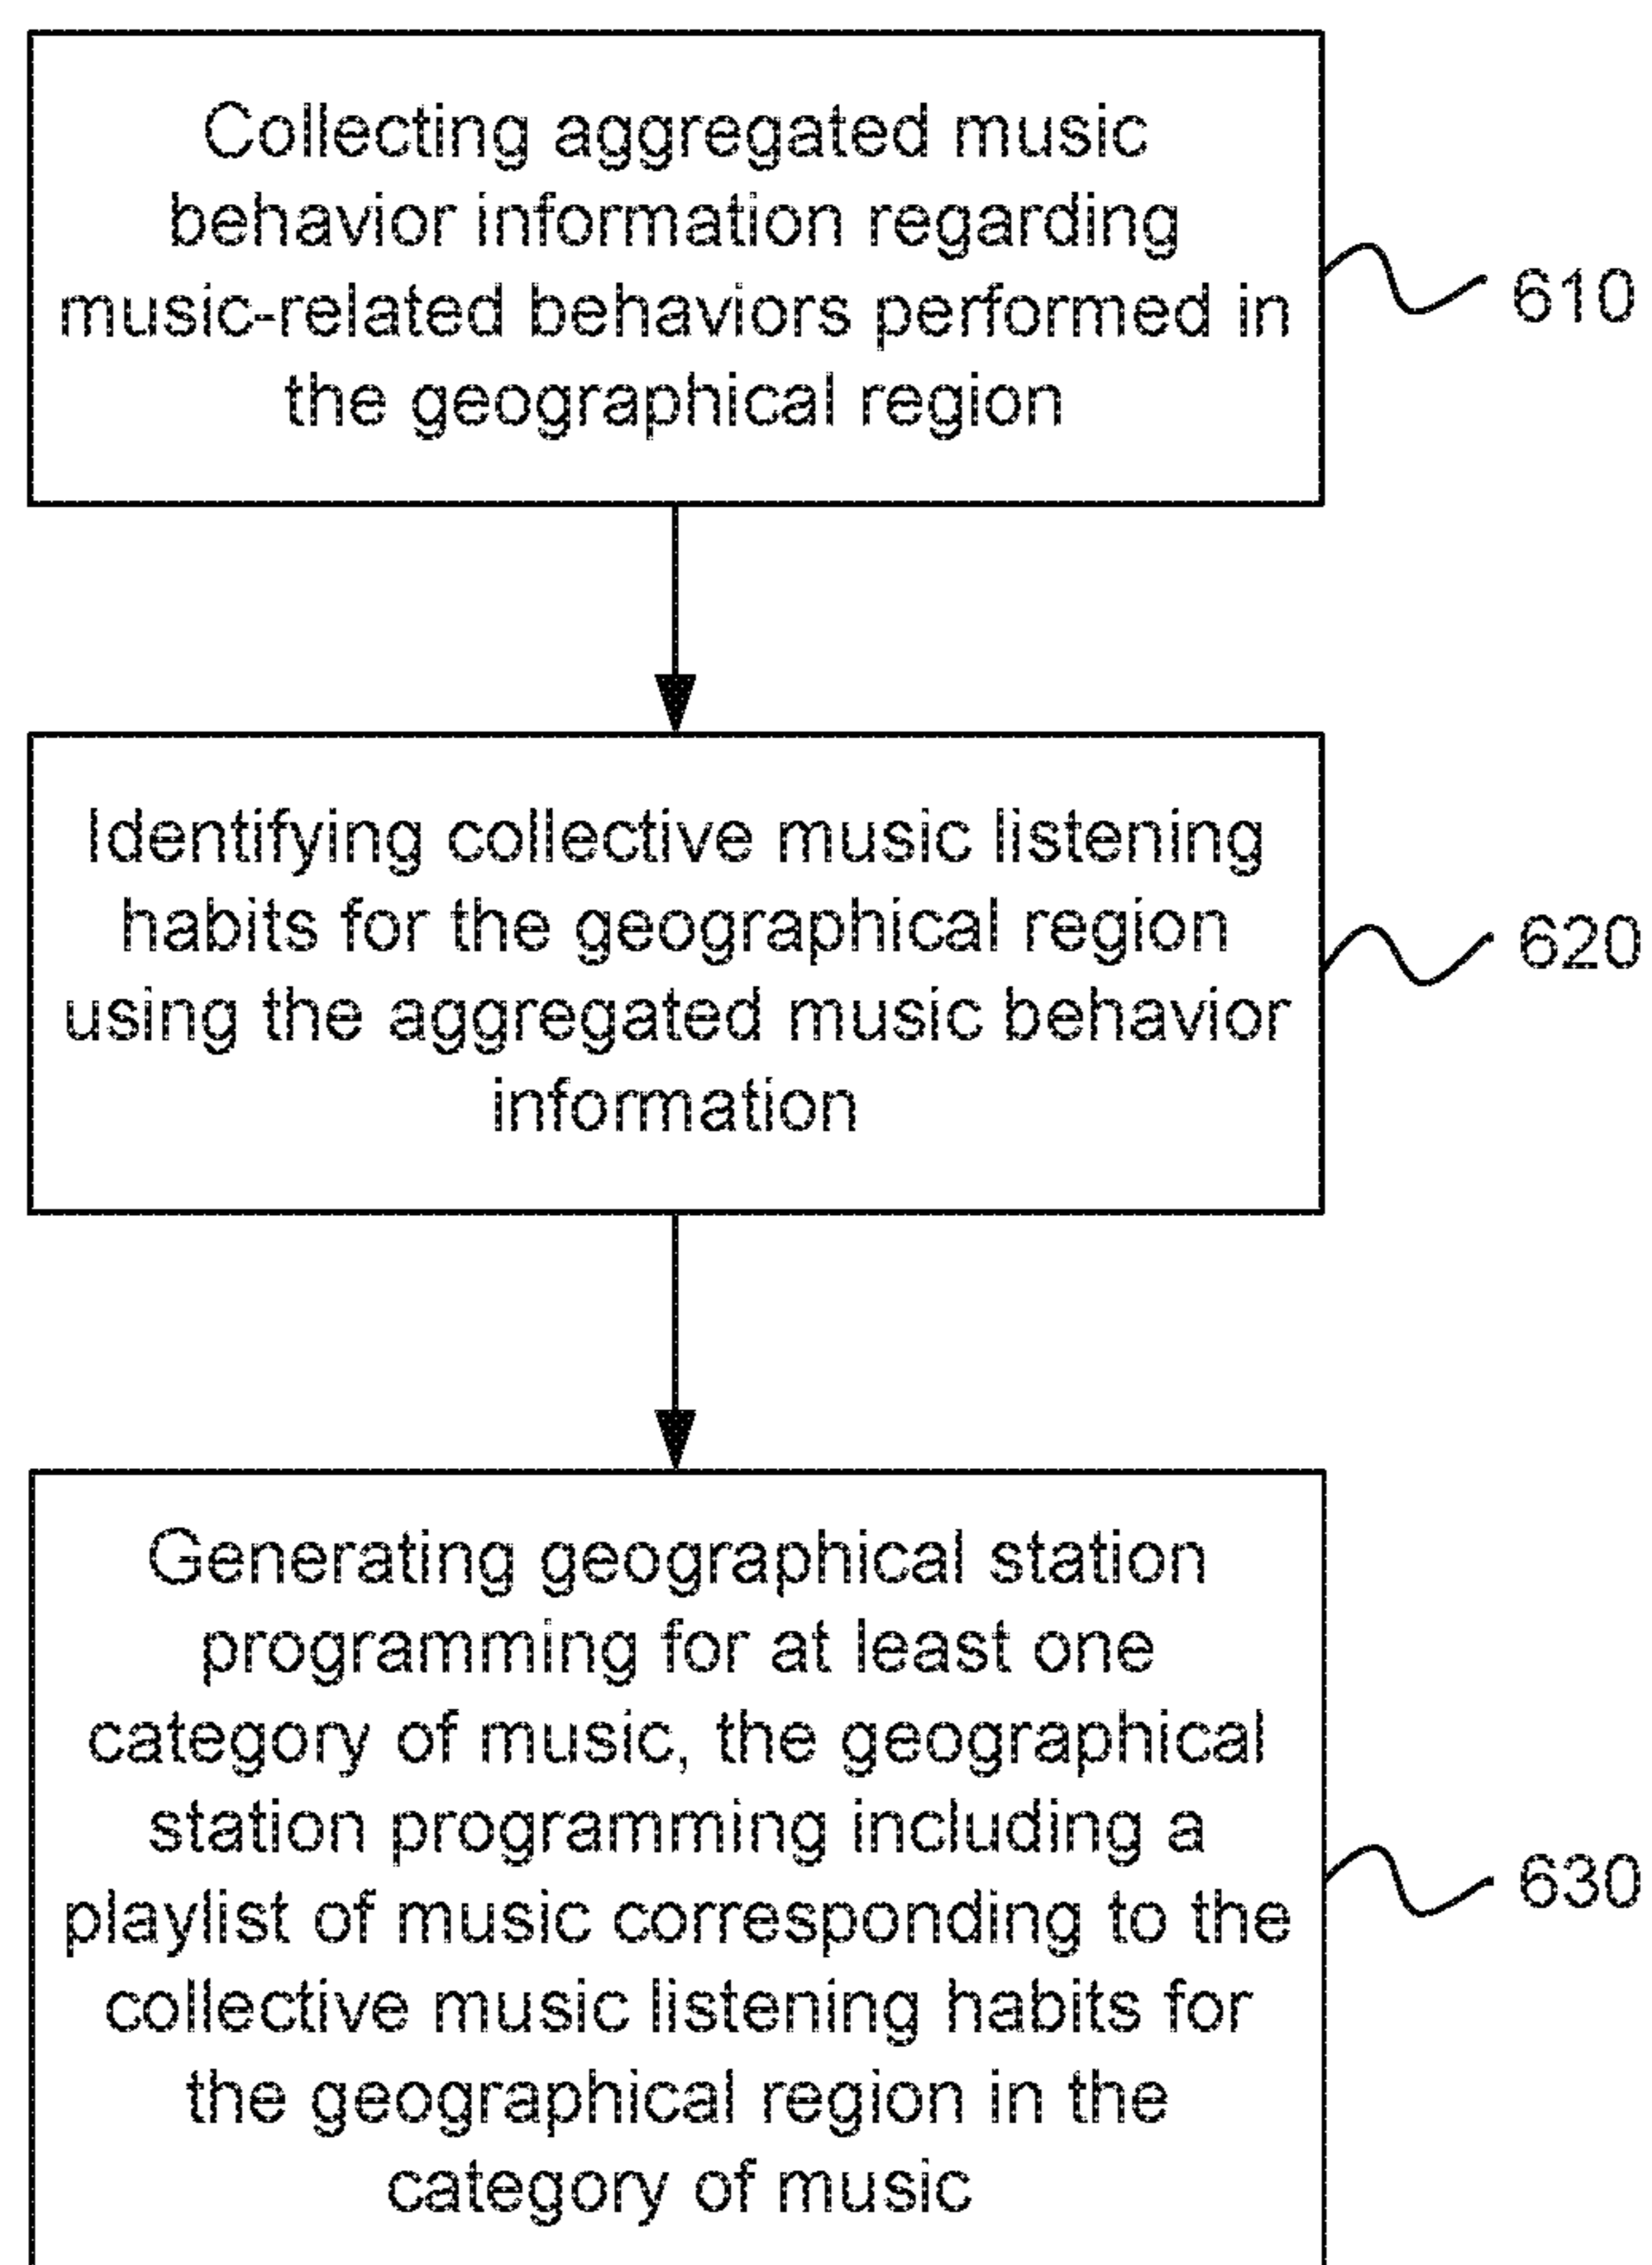 Collecting aggregated music
behavior information regarding
music-related behaviors performed in
the geographical region
610
Identifying collective music listening
habits for the geographical region
using the aggregated music behavior
information
620
Generating geographical station
programming for at least one
category of music, the geographical
station programming including a
playlist of music corresponding to the
collective music listening habits for
the geographical region in the
category of music
630